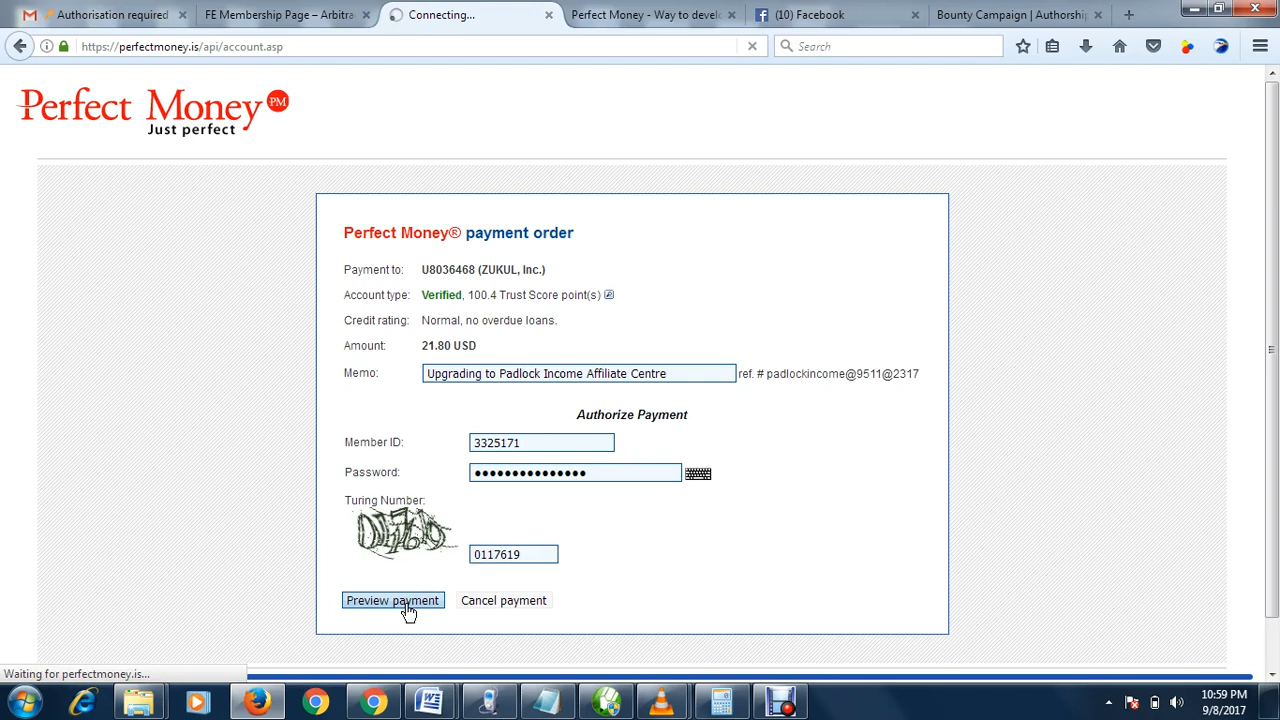 Authorisation required
FE Membership Page – Arbitra
Connecting...
Perfect Money - Way to devel
(10) Facebook
Bounty Campaign | Authorship
https://perfectmoney.is/api/account.asp
Search
Perfect Money PM
Just perfect
Perfect Money® payment order
Payment to: U8036468 (ZUKUL, Inc.)
Account type: Verified, 100.4 Trust Score point(s)
Credit rating: Normal, no overdue loans.
Amount: 21.80 USD
Memo: Upgrading to Padlock Income Affiliate Centre ref. # padlockincome@9511@2317
Authorize Payment
Member ID: 3325171
Password: •••••••••••••••
Turing Number:
0117619
Preview payment Cancel payment
Waiting for perfectmoney.is...
10:59 PM
9/8/2017